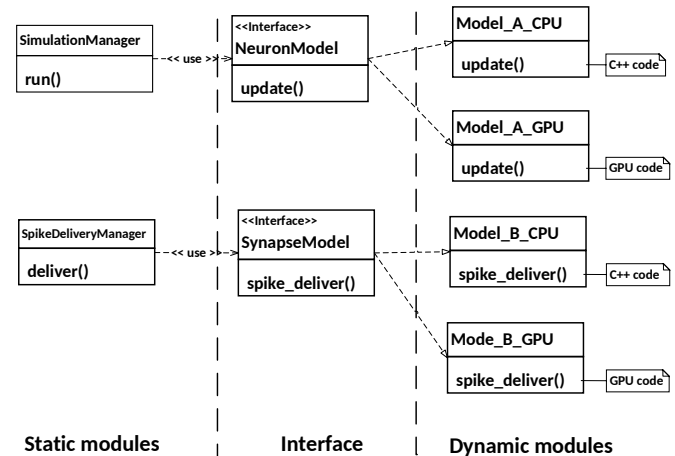 SimulationManager
run()
<< use >>
<<Interface>>
NeuronModel
update()
Model_A_CPU
update()
C++ code
Model_A_GPU
update()
GPU code
SpikeDeliveryManager
deliver()
<< use >>
<<Interface>>
SynapseModel
spike_deliver()
Model_B_CPU
spike_deliver()
C++ code
Mode_B_GPU
spike_deliver()
GPU code
Static modules
Interface
Dynamic modules